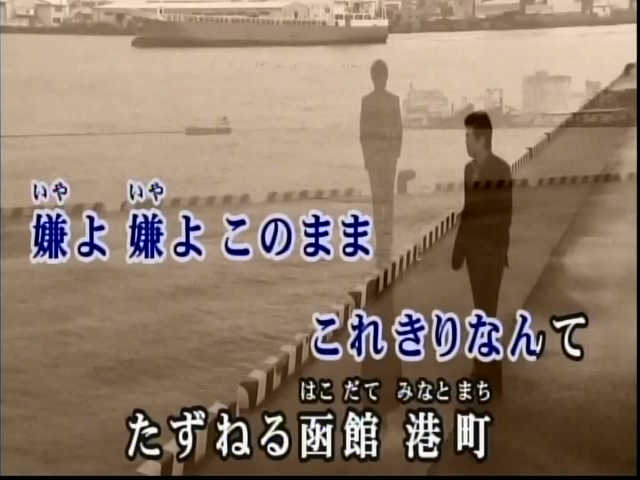 いや いや
嫌よ 嫌よ このまま
これきりなんて
はこ だて みなと まち
たずねる函館 港町